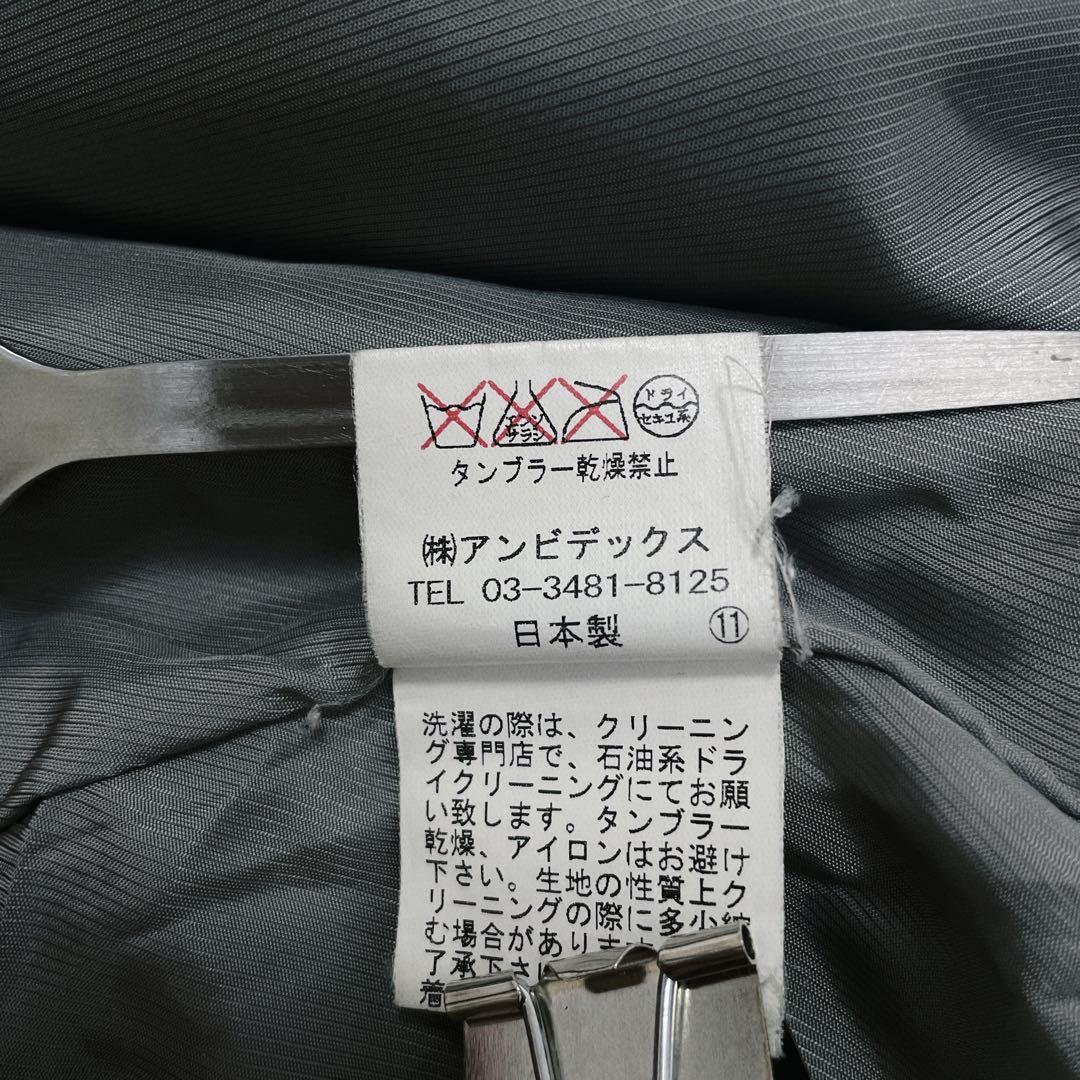 エンソ
サラシ
ドライ
セキユ系
タンブラー乾燥禁止
㈱アンビデックス
TEL 03-3481-8125
日本製 ⑪
洗濯の際は、クリーニン
グ専門店で、石油系ドラ
イクリーニングにてお願
い致します。タンブラー
乾燥、アイロンはお避け
下さい。生地の性質上ク
リーニングの際に多少縮
む場合があります
了承下さ
着